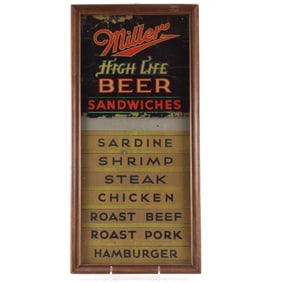 Miller
HIGH LIFE
BEER
SANDWICHES
SARDINE
SHRIMP
STEAK
CHICKEN
ROAST BEEF
ROAST PORK
HAMBURGER